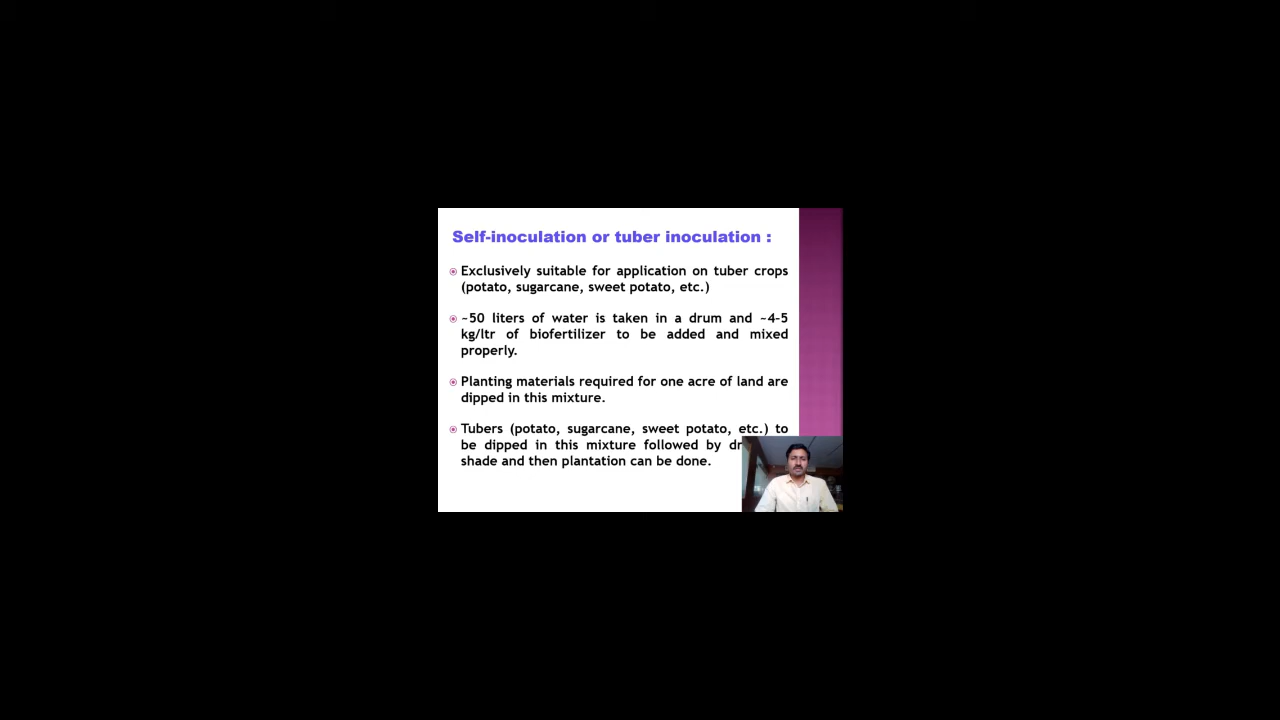 Self-inoculation or tuber inoculation :
Exclusively suitable for application on tuber crops
(potato, sugarcane, sweet potato, etc.)
~50 liters of water is taken in a drum and ~4-5
kg/ltr of biofertilizer to be added and mixed
properly.
Planting materials required for one acre of land are
dipped in this mixture.
Tubers (potato, sugarcane, sweet potato, etc.) to
be dipped in this mixture followed by
shade and then plantation can be done.